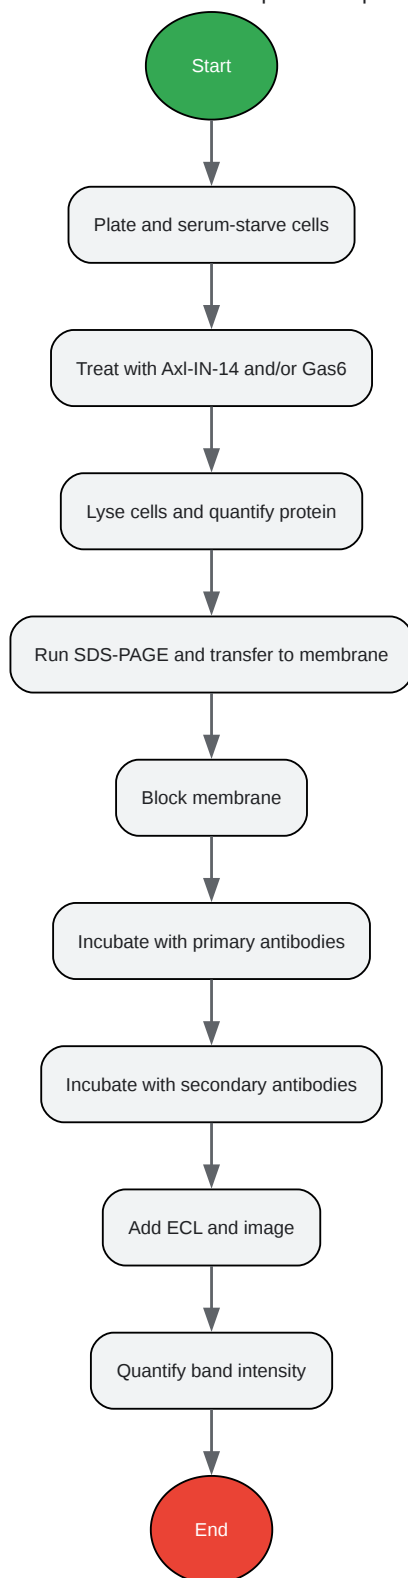 Start
Plate and serum-starve cells
Treat with Axl-IN-14 and/or Gas6
Lyse cells and quantify protein
Run SDS-PAGE and transfer to membrane
Block membrane
Incubate with primary antibodies
Incubate with secondary antibodies
Add ECL and image
Quantify band intensity
End